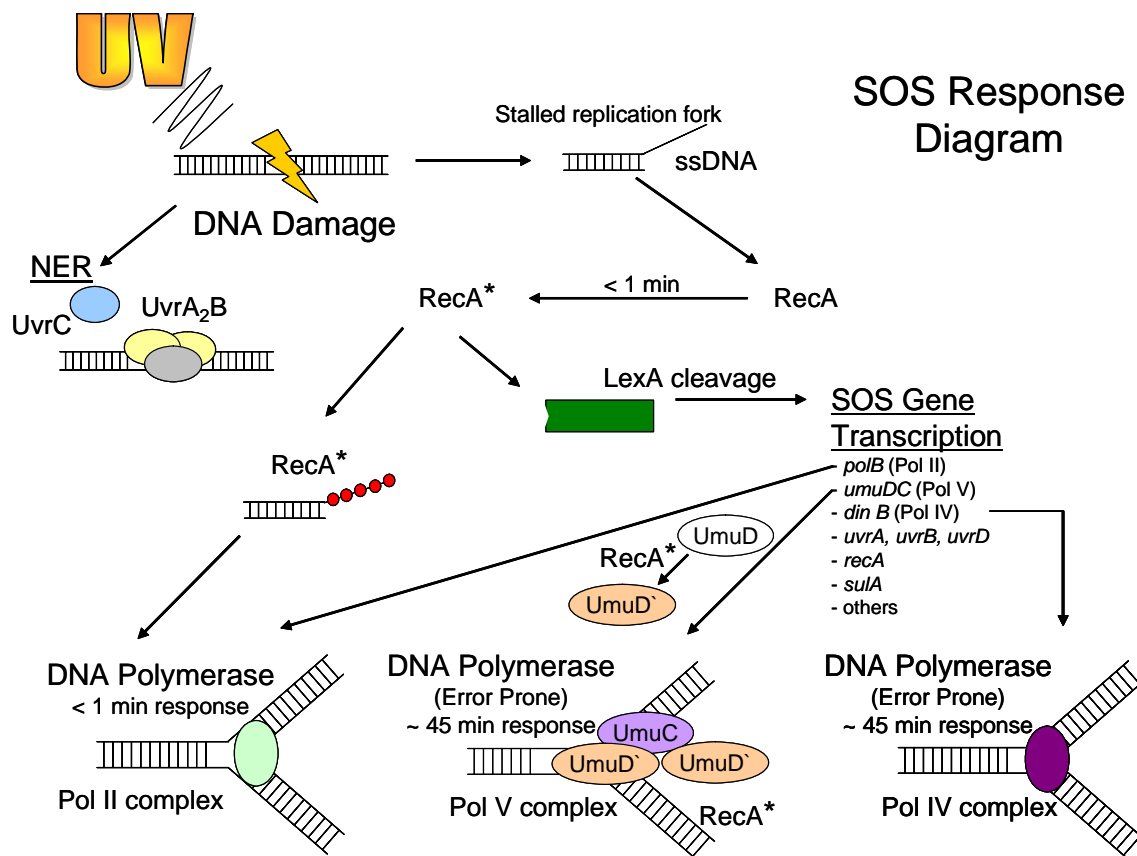 UV
SOS Response
Diagram
Stalled replication fork
ssDNA
DNA Damage
NER
UvrC
UvrA₂B
RecA*
< 1 min
RecA
LexA cleavage
SOS Gene
Transcription
- polB (Pol II)
- umuDC (Pol V)
- din B (Pol IV)
- uvrA, uvrB, uvrD
- recA
- sulA
- others
RecA*
UmuD
RecA*
UmuD`
DNA Polymerase
< 1 min response
Pol II complex
DNA Polymerase
(Error Prone)
~ 45 min response
UmuC
UmuD`
UmuD`
Pol V complex
RecA*
DNA Polymerase
(Error Prone)
~ 45 min response
Pol IV complex